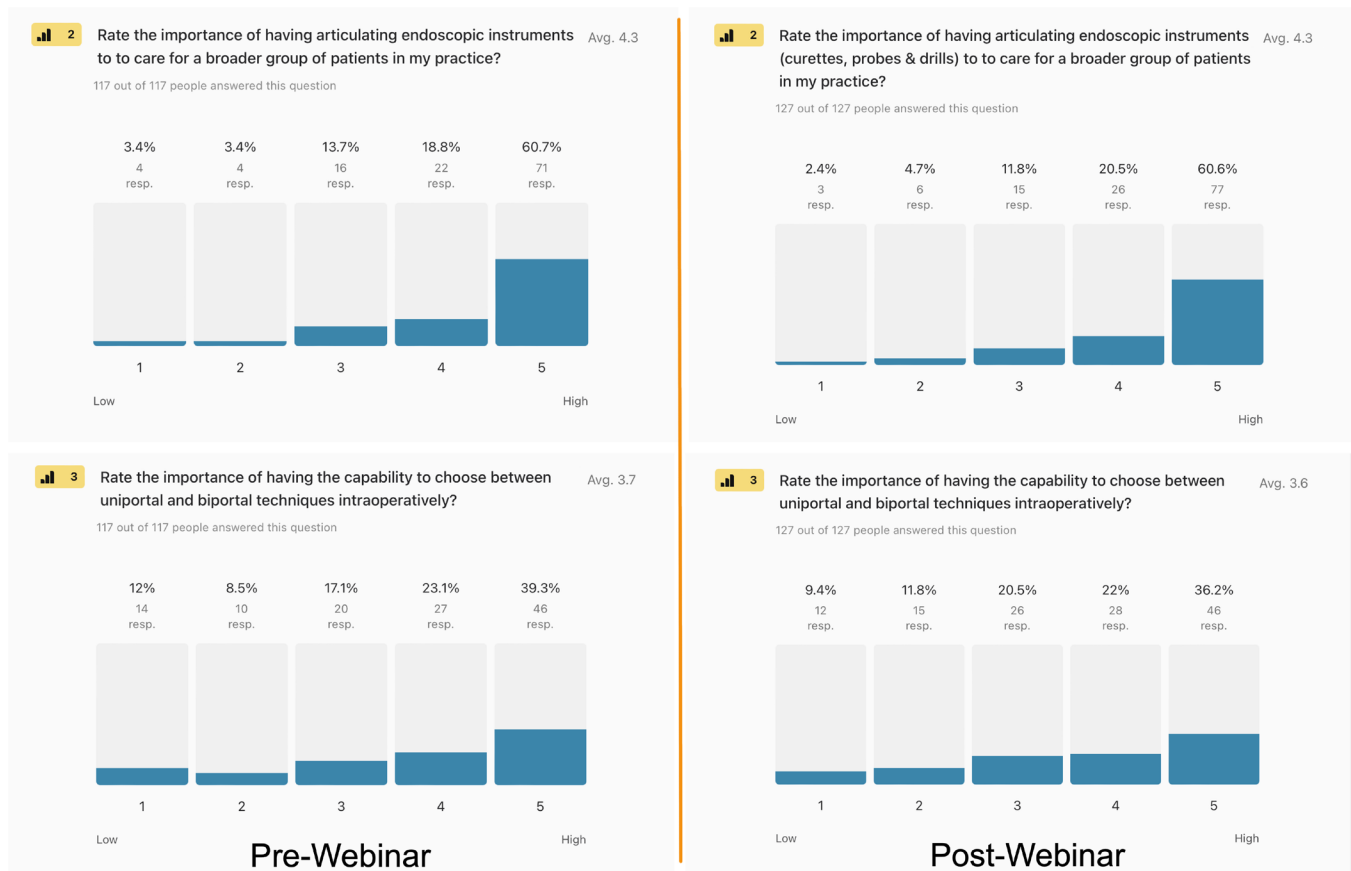 2
Rate the importance of having articulating endoscopic instruments
to to care for a broader group of patients in my practice?
Avg. 4.3
117 out of 117 people answered this question
3.4% 3.4% 13.7% 18.8% 60.7%
4 4 16 22 71
resp. resp. resp. resp. resp.
1 2 3 4 5
Low High
2
Rate the importance of having articulating endoscopic instruments
(curettes, probes & drills) to to care for a broader group of patients
in my practice?
Avg. 4.3
127 out of 127 people answered this question
2.4% 4.7% 11.8% 20.5% 60.6%
3 6 15 26 77
resp. resp. resp. resp. resp.
1 2 3 4 5
Low High
3
Rate the importance of having the capability to choose between
uniportal and biportal techniques intraoperatively?
Avg. 3.7
117 out of 117 people answered this question
12% 8.5% 17.1% 23.1% 39.3%
14 10 20 27 46
resp. resp. resp. resp. resp.
1 2 3 4 5
Low High
Pre-Webinar
3
Rate the importance of having the capability to choose between
uniportal and biportal techniques intraoperatively?
Avg. 3.6
127 out of 127 people answered this question
9.4% 11.8% 20.5% 22% 36.2%
12 15 26 28 46
resp. resp. resp. resp. resp.
1 2 3 4 5
Low High
Post-Webinar